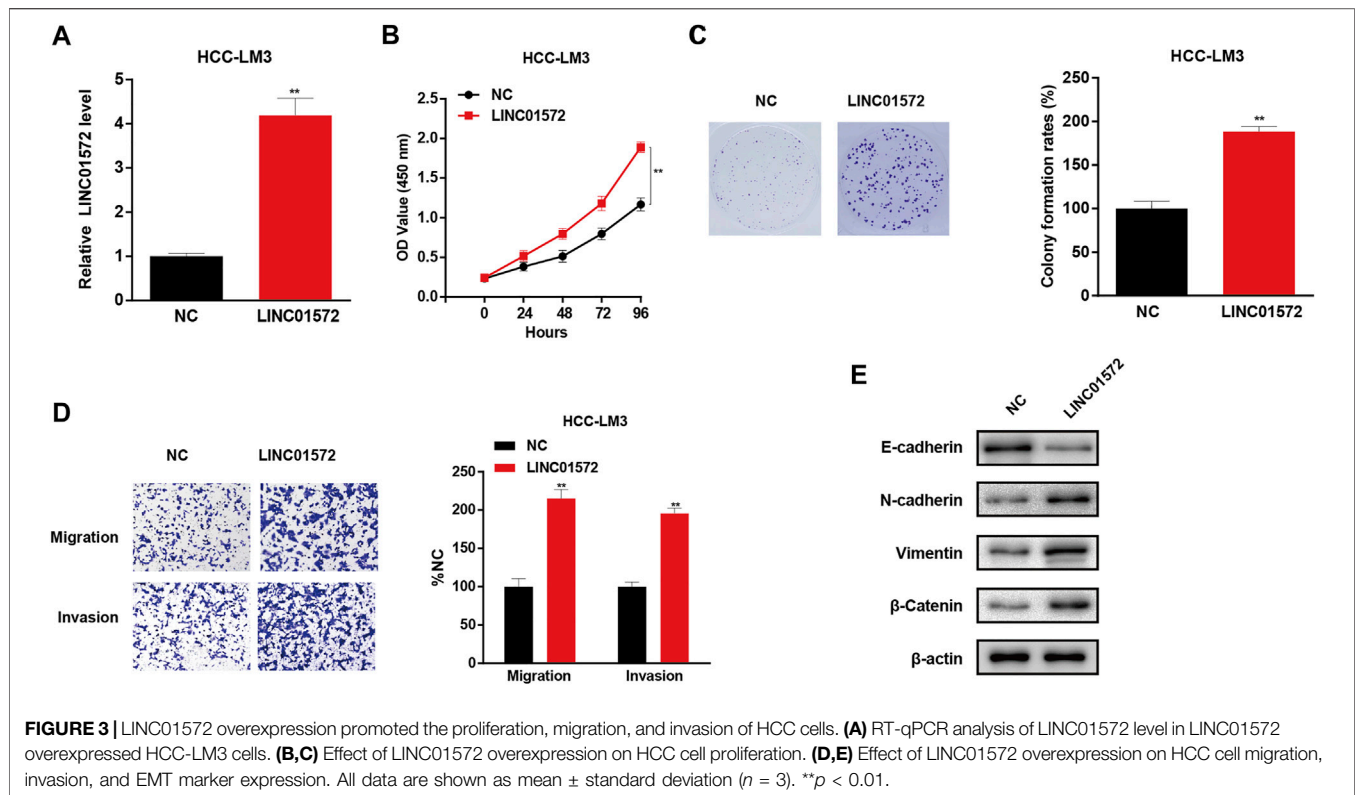 A
HCC-LM3
Relative LINC01572 level
5
4
3
2
1
0
**
NC
LINC01572
B
HCC-LM3
NC
LINC01572
OD Value (450 nm)
2.5
2.0
1.5
1.0
0.5
0.0
**
0 24 48 72 96
Hours
C
NC LINC01572
HCC-LM3
Colony formation rates (%)
250
200
150
100
50
0
**
NC
LINC01572
D
NC LINC01572
Migration
Invasion
HCC-LM3
NC
LINC01572
%NC
250
200
150
100
50
0
** **
Migration Invasion
E
NC LINC01572
E-cadherin
N-cadherin
Vimentin
β-Catenin
β-actin
FIGURE 3 | LINC01572 overexpression promoted the proliferation, migration, and invasion of HCC cells. (A) RT-qPCR analysis of LINC01572 level in LINC01572
overexpressed HCC-LM3 cells. (B,C) Effect of LINC01572 overexpression on HCC cell proliferation. (D,E) Effect of LINC01572 overexpression on HCC cell migration,
invasion, and EMT marker expression. All data are shown as mean ± standard deviation (n = 3). **p < 0.01.